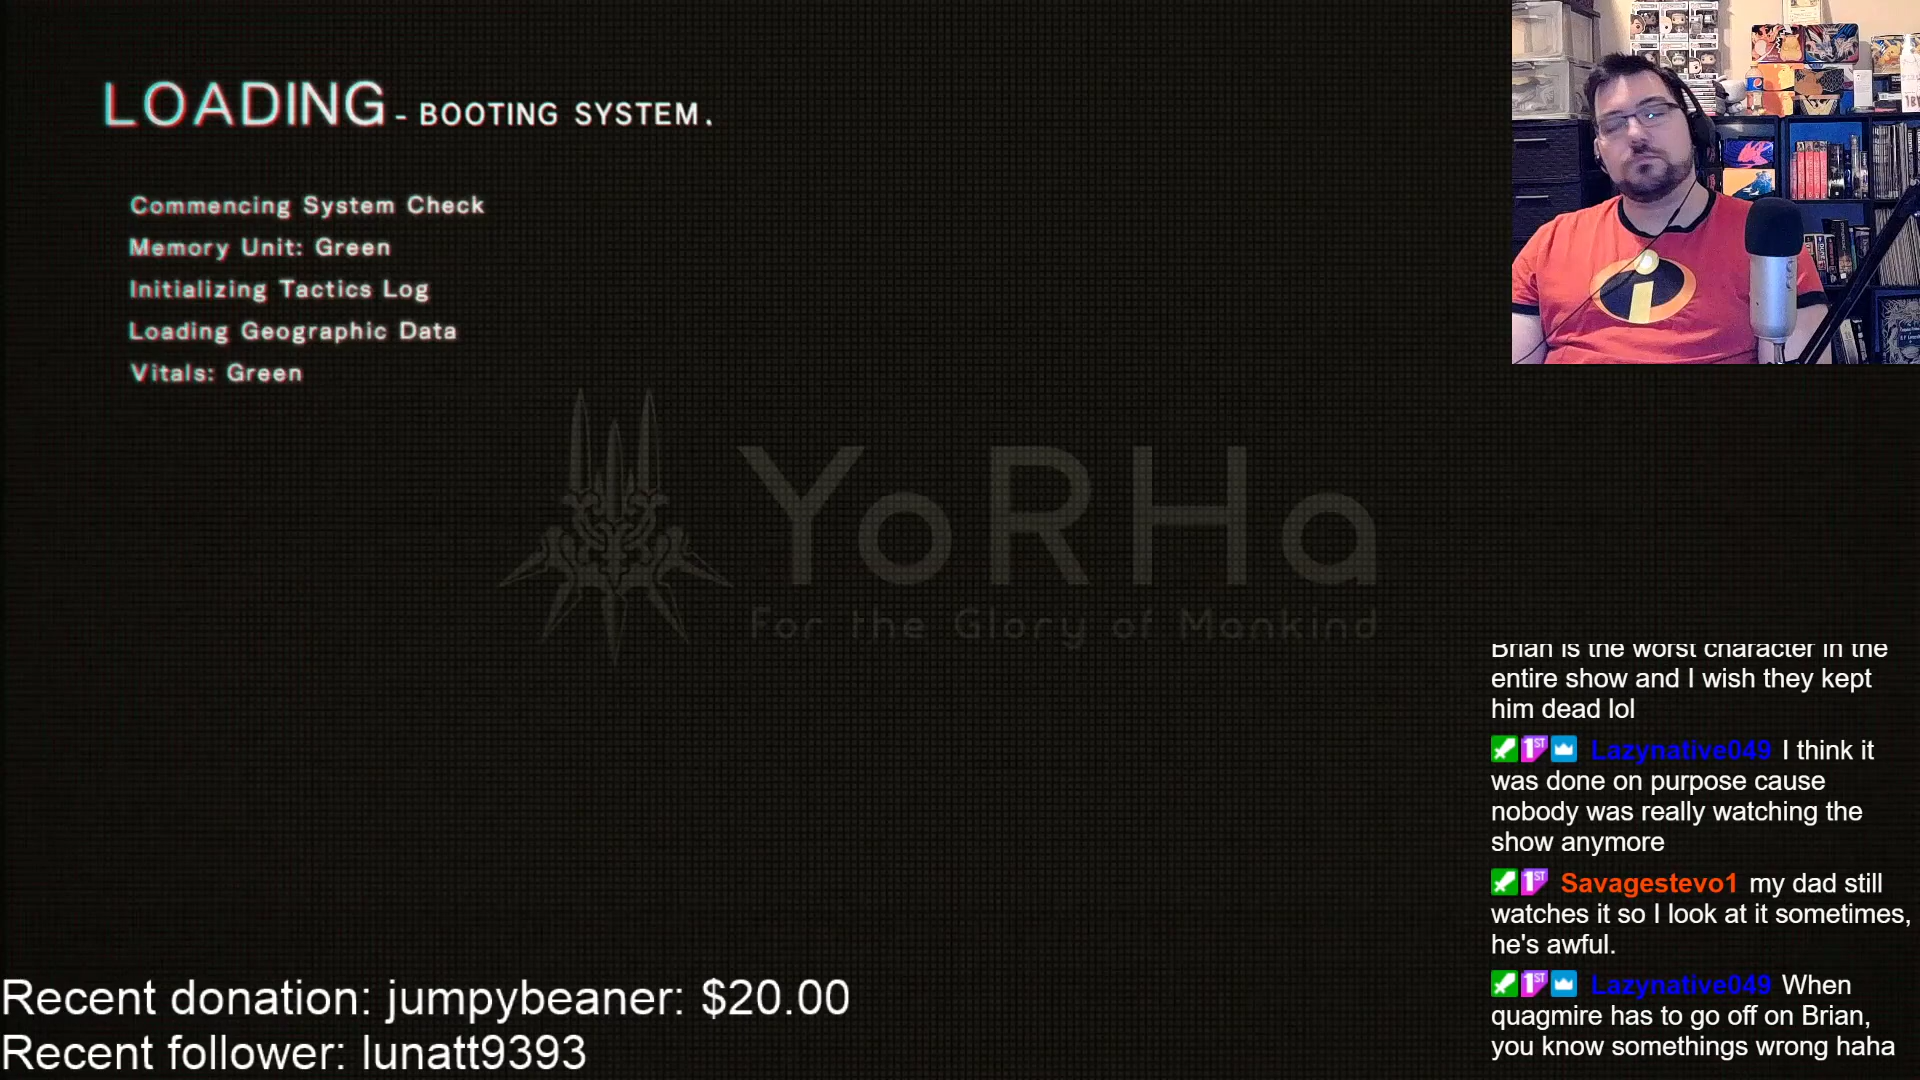 LOADING - BOOTING SYSTEM.
Commencing System Check
Memory Unit: Green
Initializing Tactics Log
Loading Geographic Data
Vitals: Green
YoRHa
For the Glory of Mankind
Brian is the worst character in the
entire show and I wish they kept
him dead lol
1ST Lazynative049 I think it
was done on purpose cause
nobody was really watching the
show anymore
1ST Savagestevo1 my dad still
watches it so I look at it sometimes,
he's awful.
1ST Lazynative049 When
quagmire has to go off on Brian,
you know somethings wrong haha
Recent donation: jumpybeaner: $20.00
Recent follower: lunatt9393